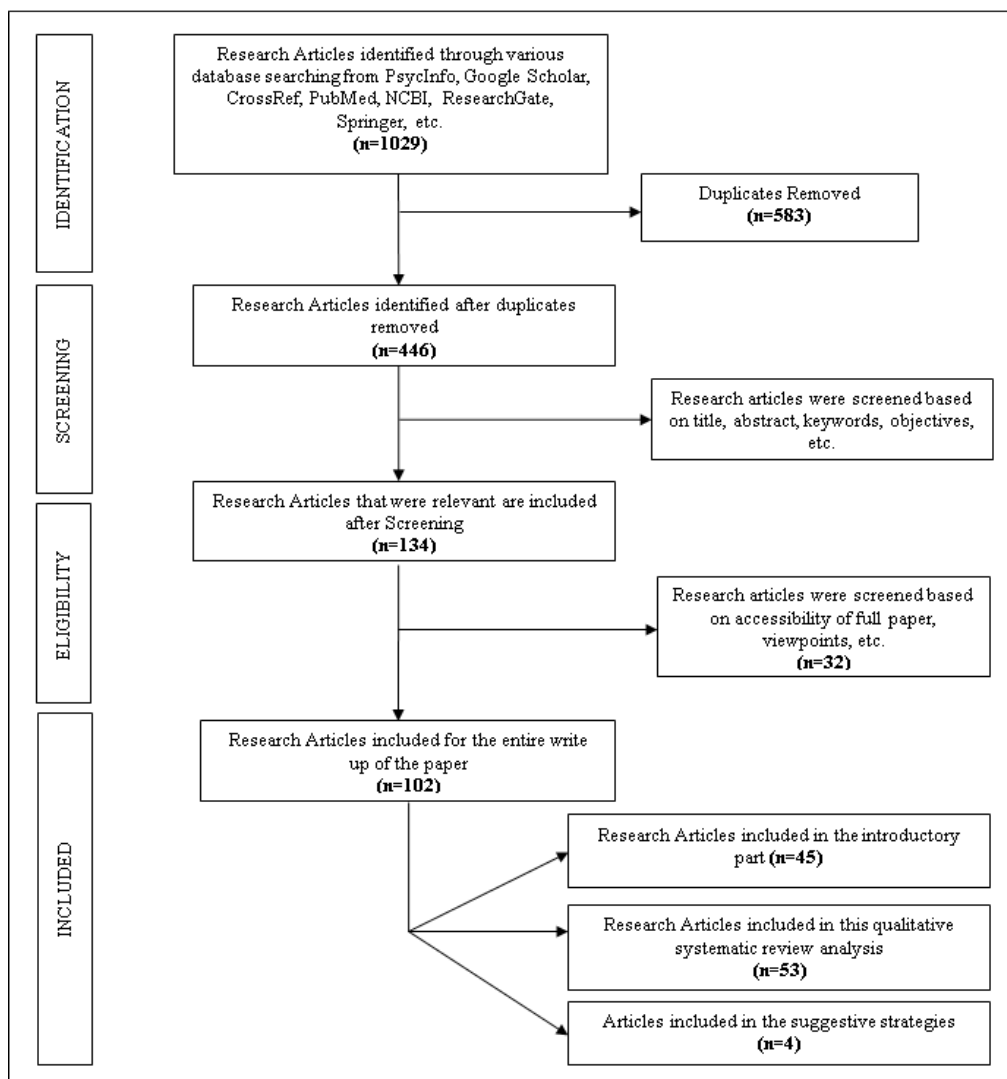 IDENTIFICATION
Research Articles identified through various
database searching from PsycInfo, Google Scholar,
CrossRef, PubMed, NCBI, ResearchGate,
Springer, etc.
(n=1029)
Duplicates Removed
(n=583)
SCREENING
Research Articles identified after duplicates
removed
(n=446)
Research articles were screened based
on title, abstract, keywords, objectives,
etc.
ELIGIBILITY
Research Articles that were relevant are included
after Screening
(n=134)
Research articles were screened based
on accessibility of full paper,
viewpoints, etc.
(n=32)
INCLUDED
Research Articles included for the entire write
up of the paper
(n=102)
Research Articles included in the introductory
part (n=45)
Research Articles included in this qualitative
systematic review analysis
(n=53)
Articles included in the suggestive strategies
(n=4)